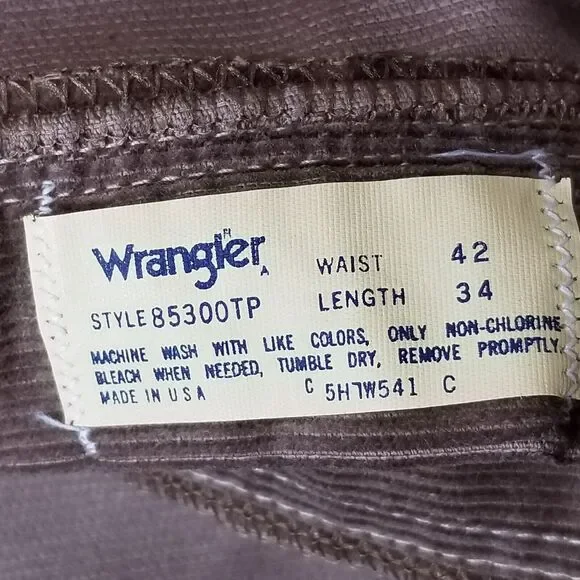 Wrangler
WAIST 42
STYLE 85300TP
LENGTH 34
MACHINE WASH WITH LIKE COLORS, ONLY NON-CHLORINE
BLEACH WHEN NEEDED, TUMBLE DRY, REMOVE PROMPTLY.
MADE IN USA C 5H7W541 C